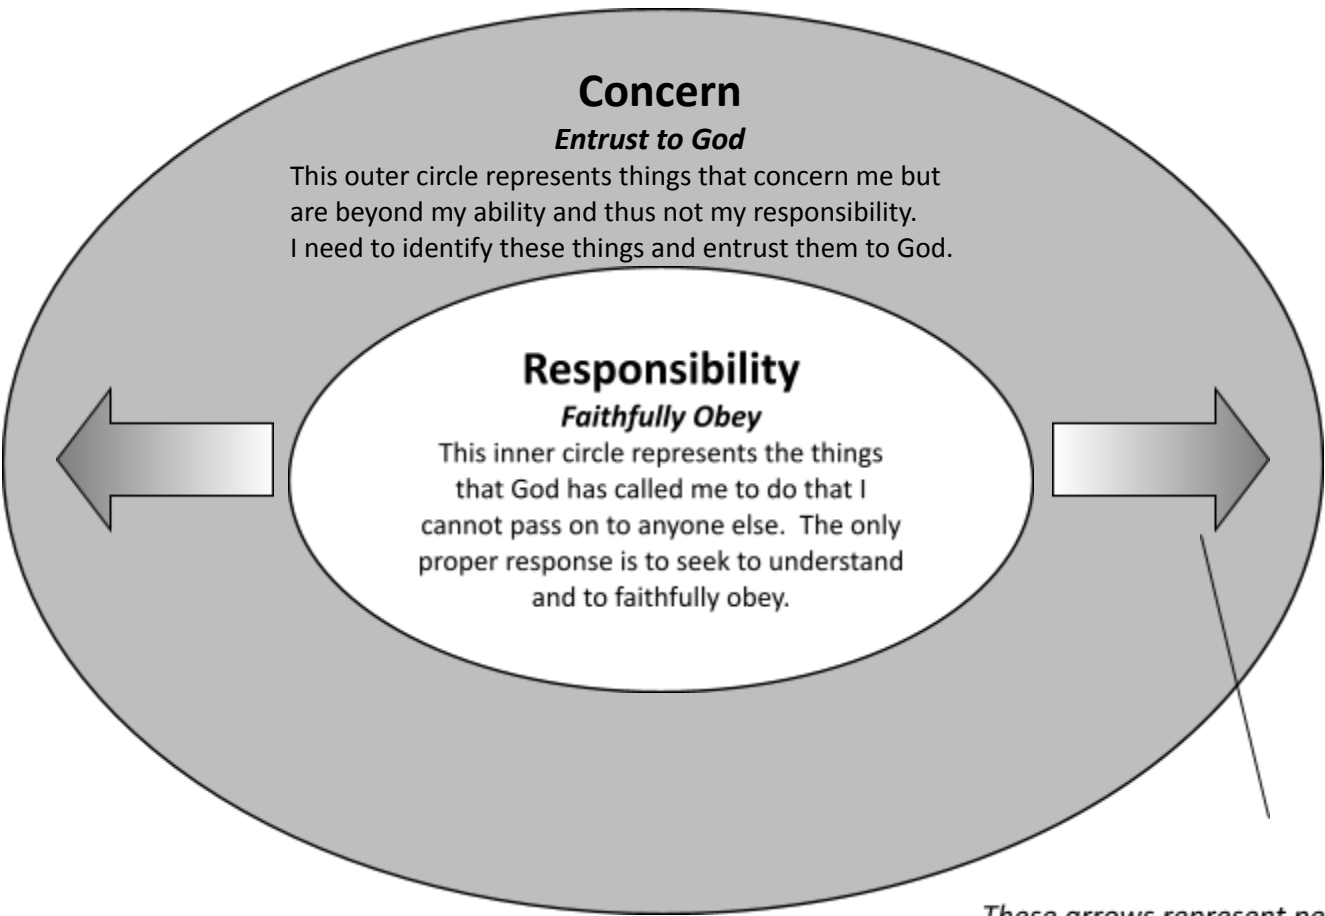 Concern
Entrust to God
This outer circle represents things that concern me but
are beyond my ability and thus not my responsibility.
I need to identify these things and entrust them to God.
Responsibility
Faithfully Obey
This inner circle represents the things
that God has called me to do that I
cannot pass on to anyone else.  The only
proper response is to seek to understand
and to faithfully obey.
These arrows represent